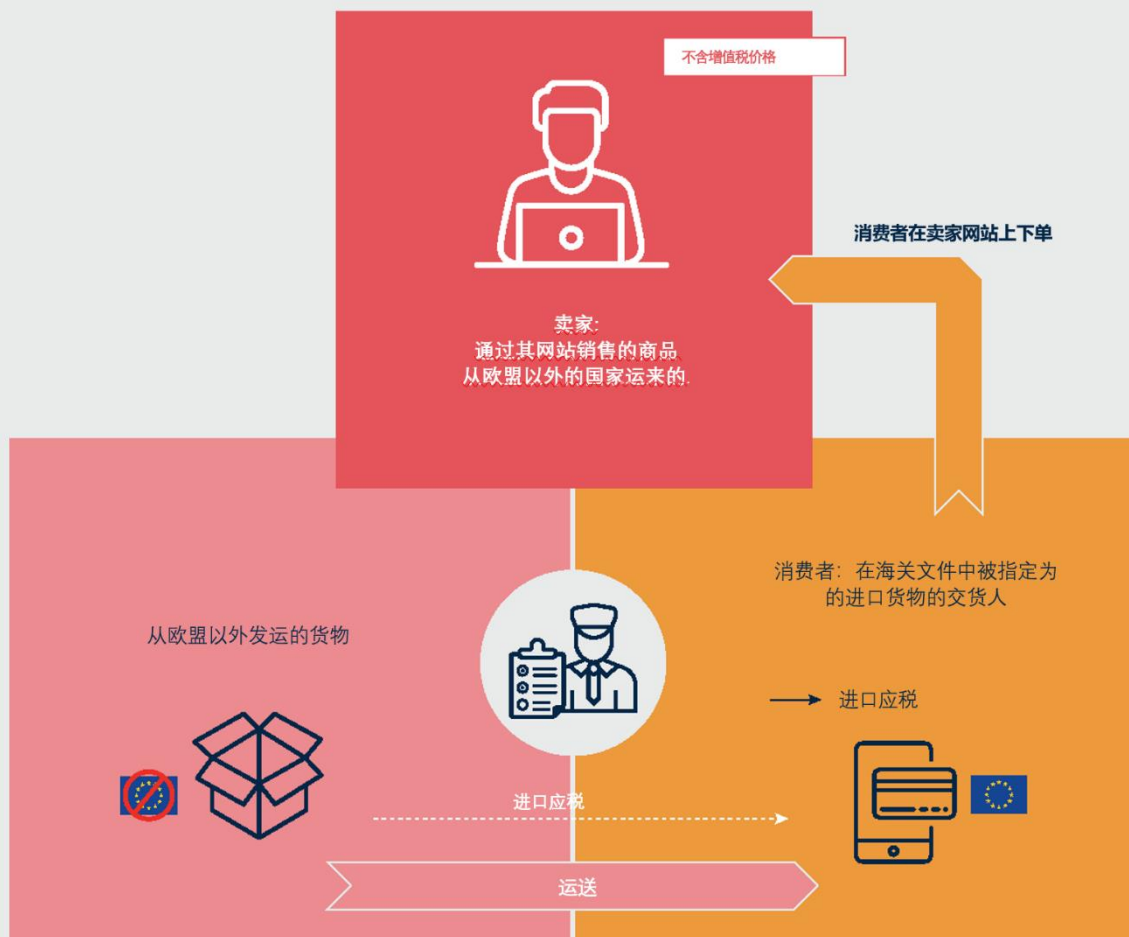 不含增值税价格
消费者在卖家网站上下单
卖家:
通过其网站销售的商品
从欧盟以外的国家运来的.
消费者：在海关文件中被指定为
的进口货物的交货人
从欧盟以外发运的货物
进口应税
进口应税
运送